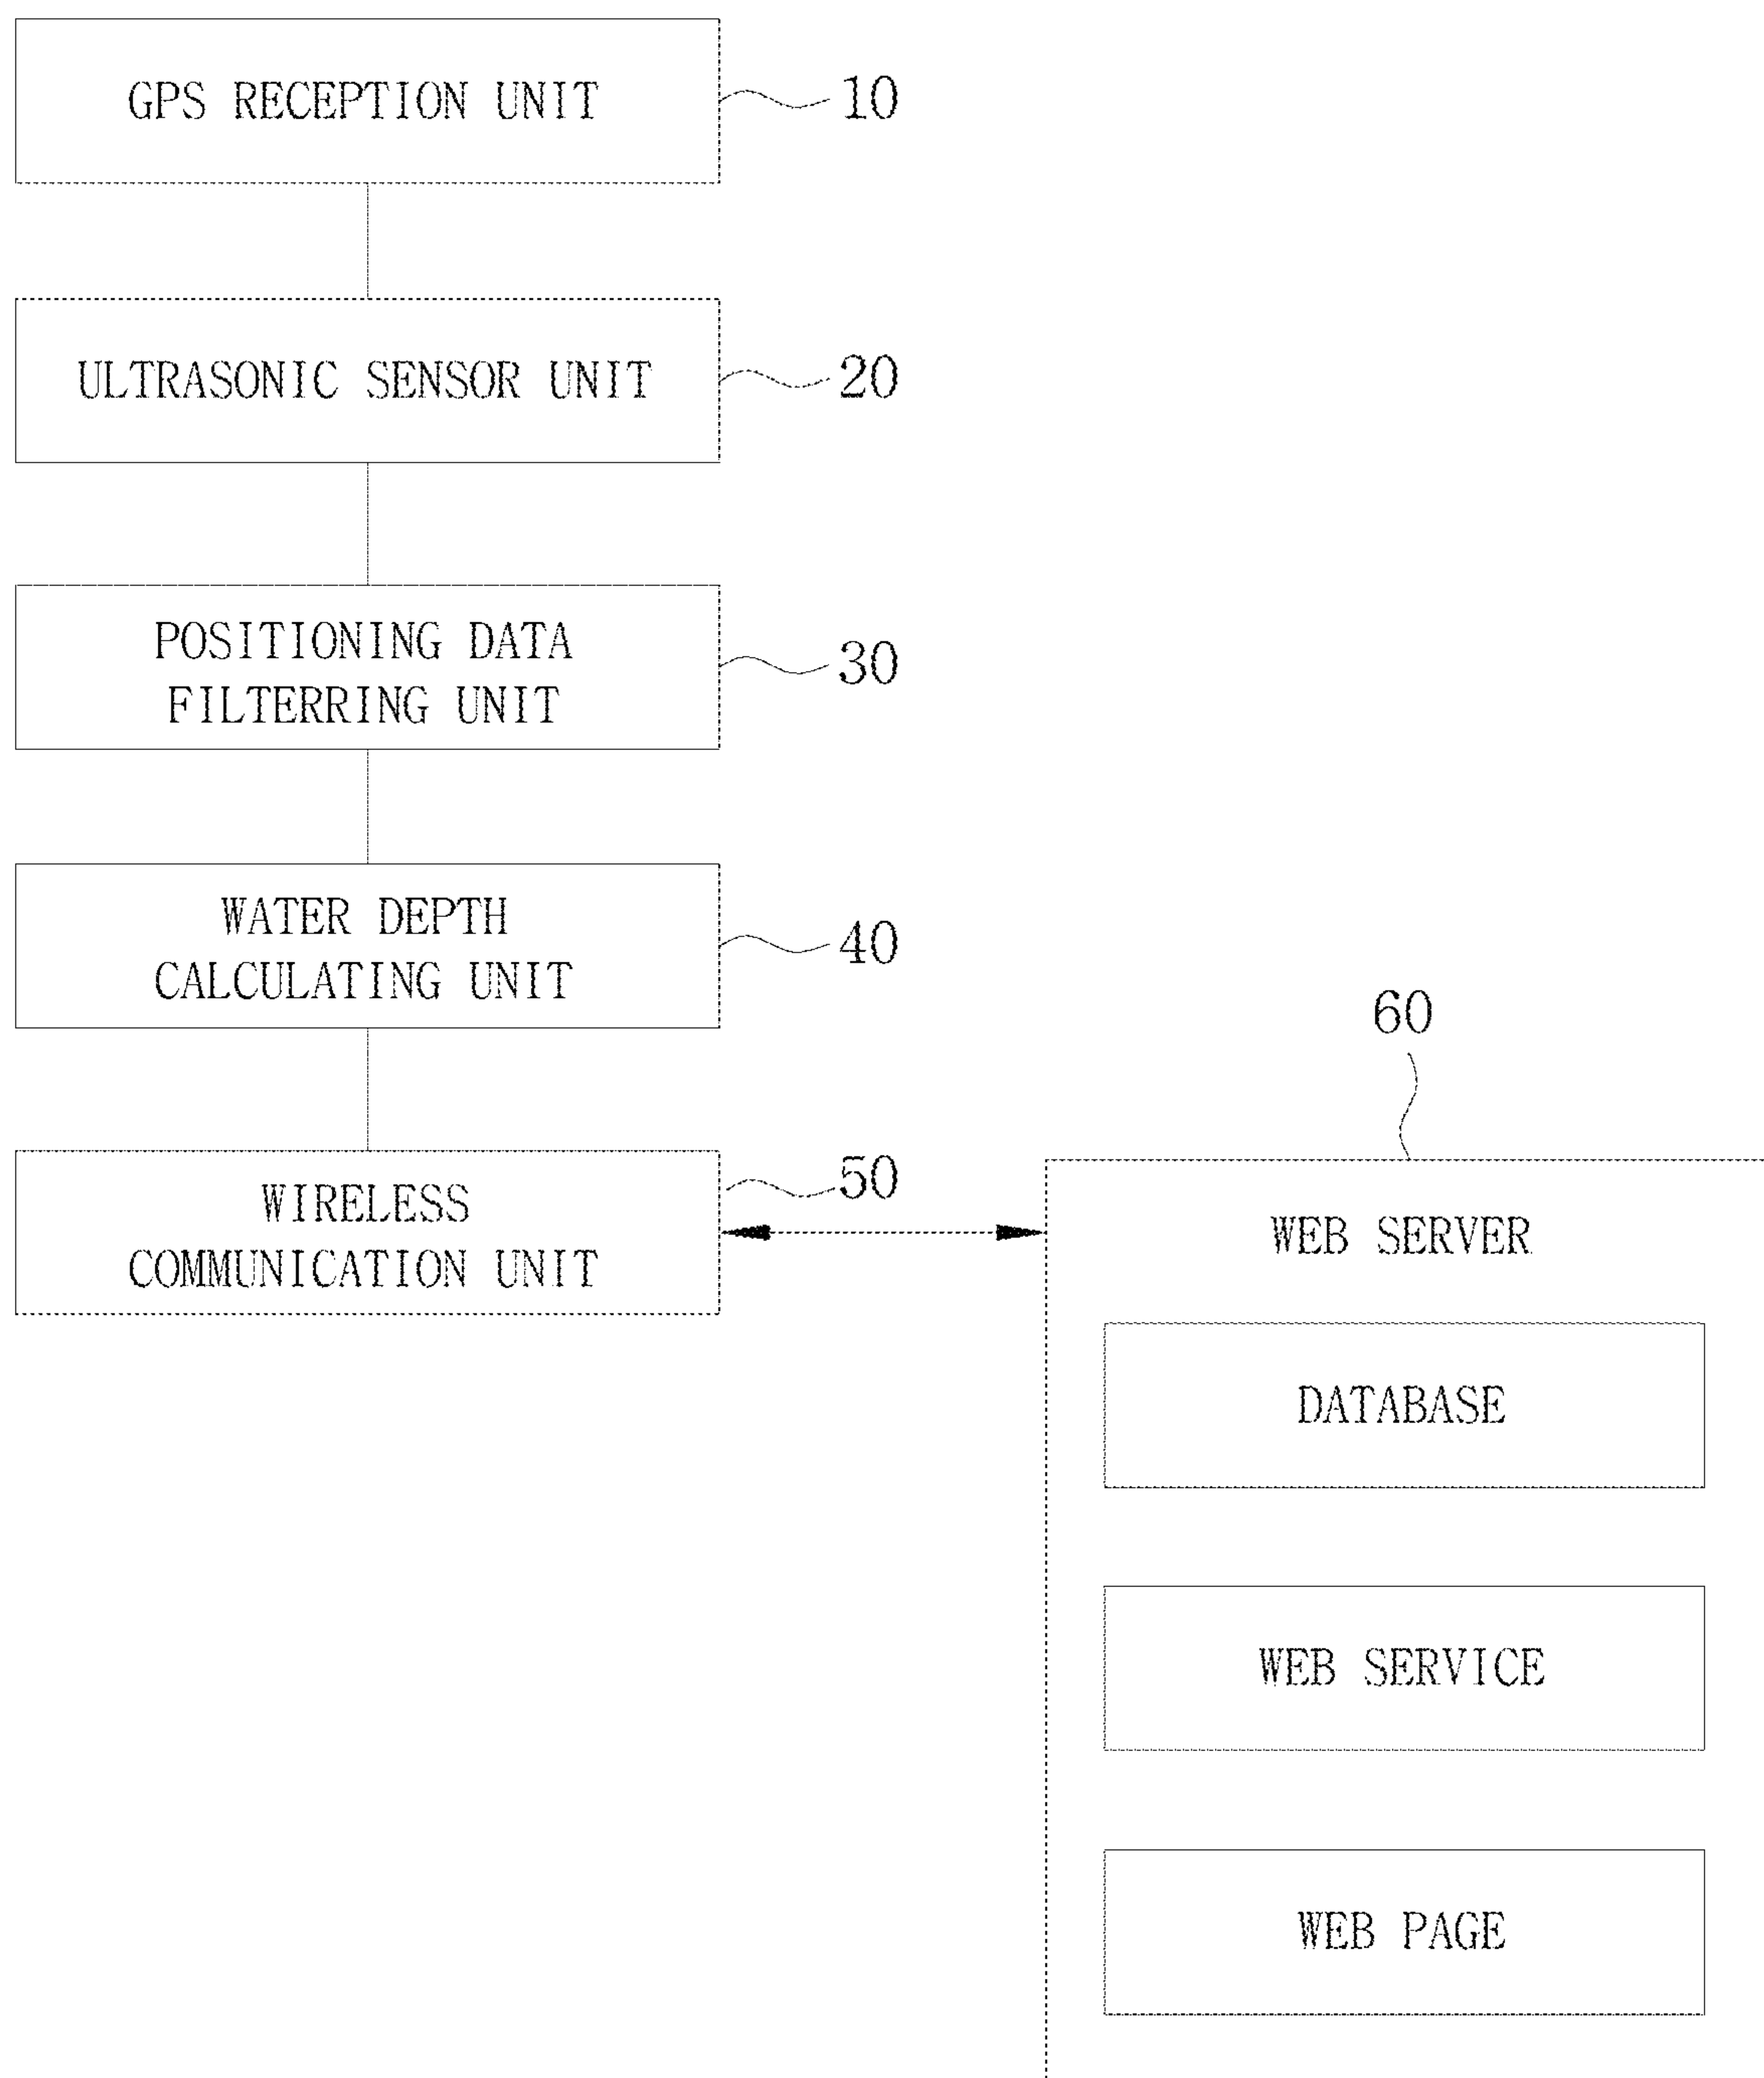 GPS RECEPTION UNIT
10
ULTRASONIC SENSOR UNIT
20
POSITIONING DATA
FILTERRING UNIT
30
WATER DEPTH
CALCULATING UNIT
40
WIRELESS
COMMUNICATION UNIT
50
60
WEB SERVER
DATABASE
WEB SERVICE
WEB PAGE